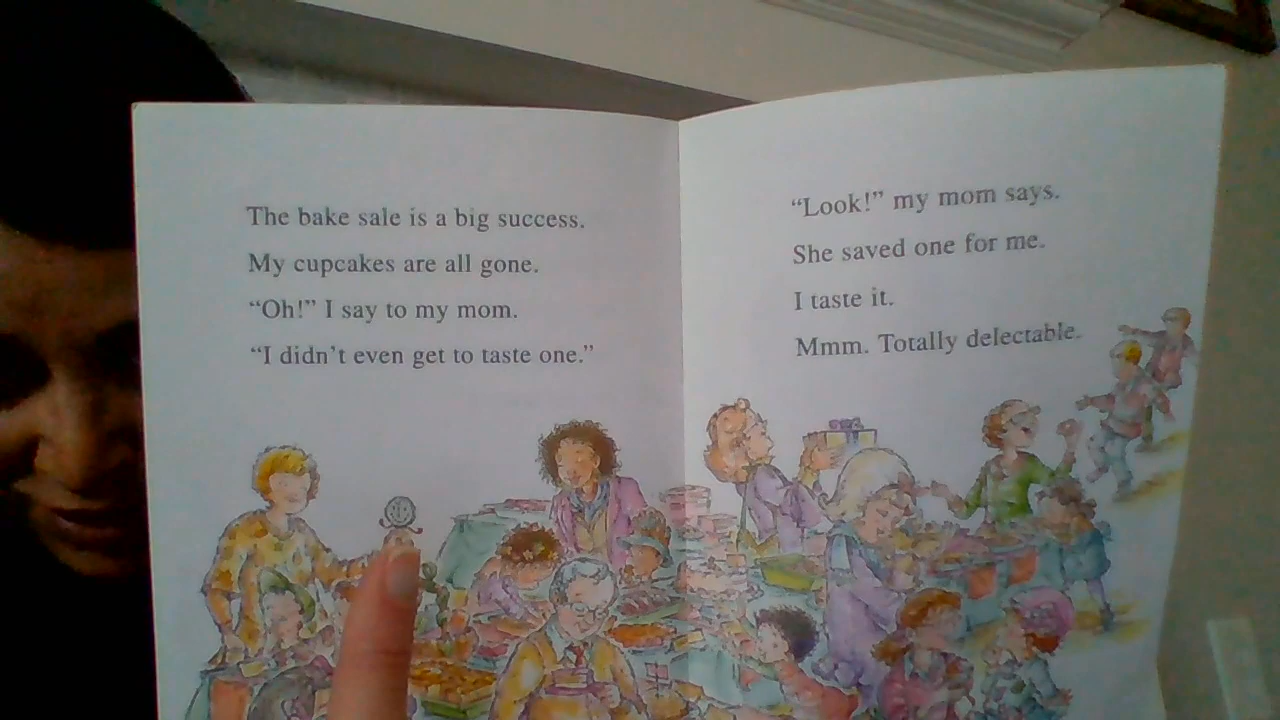 The bake sale is a big success.
My cupcakes are all gone.
“Oh!” I say to my mom.
“I didn’t even get to taste one.”
“Look!” my mom says.
She saved one for me.
I taste it.
Mmm. Totally delectable.